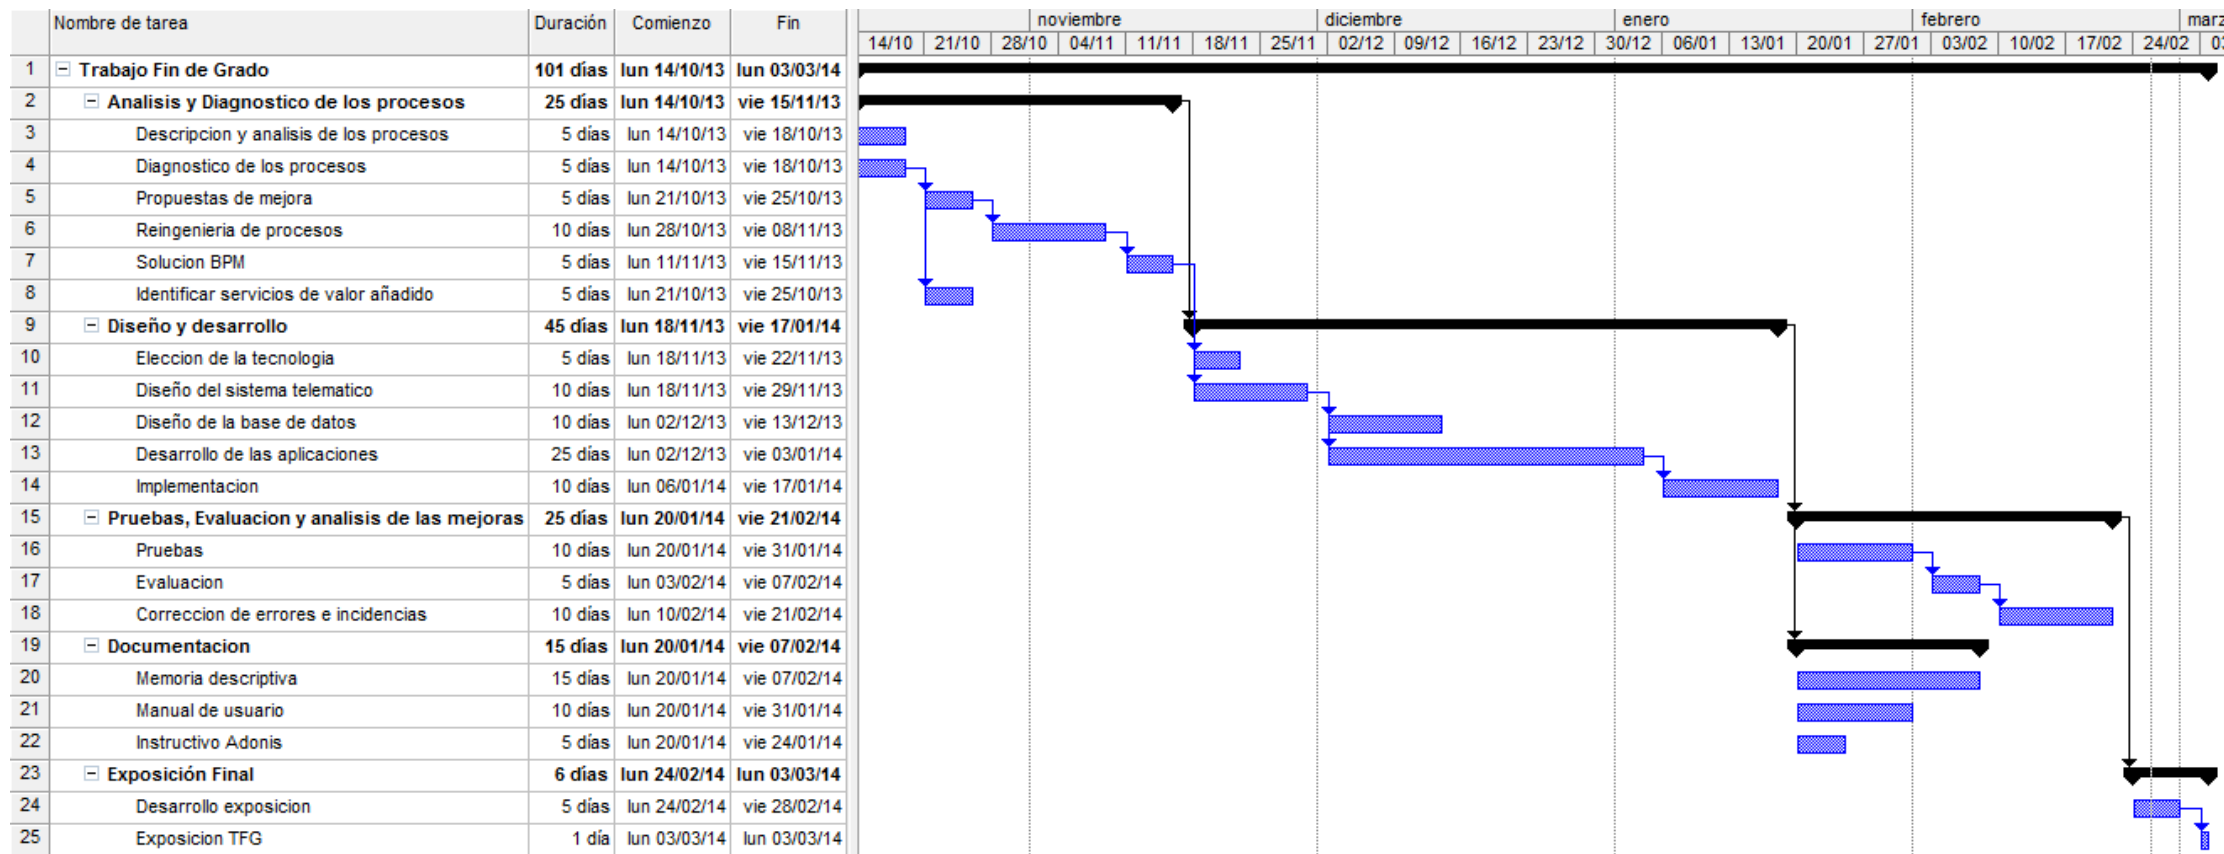 Nombre de tarea Duración Comienzo Fin noviembre diciembre enero febrero marz
14/10 21/10 28/10 04/11 11/11 18/11 25/11 02/12 09/12 16/12 23/12 30/12 06/01 13/01 20/01 27/01 03/02 10/02 17/02 24/02 03
1 Trabajo Fin de Grado 101 días lun 14/10/13 lun 03/03/14
2 Analisis y Diagnostico de los procesos 25 días lun 14/10/13 vie 15/11/13
3 Descripcion y analisis de los procesos 5 días lun 14/10/13 vie 18/10/13
4 Diagnostico de los procesos 5 días lun 14/10/13 vie 18/10/13
5 Propuestas de mejora 5 días lun 21/10/13 vie 25/10/13
6 Reingenieria de procesos 10 días lun 28/10/13 vie 08/11/13
7 Solucion BPM 5 días lun 11/11/13 vie 15/11/13
8 Identificar servicios de valor añadido 5 días lun 21/10/13 vie 25/10/13
9 Diseño y desarrollo 45 días lun 18/11/13 vie 17/01/14
10 Eleccion de la tecnologia 5 días lun 18/11/13 vie 22/11/13
11 Diseño del sistema telematico 10 días lun 18/11/13 vie 29/11/13
12 Diseño de la base de datos 10 días lun 02/12/13 vie 13/12/13
13 Desarrollo de las aplicaciones 25 días lun 02/12/13 vie 03/01/14
14 Implementacion 10 días lun 06/01/14 vie 17/01/14
15 Pruebas, Evaluacion y analisis de las mejoras 25 días lun 20/01/14 vie 21/02/14
16 Pruebas 10 días lun 20/01/14 vie 31/01/14
17 Evaluacion 5 días lun 03/02/14 vie 07/02/14
18 Correccion de errores e incidencias 10 días lun 10/02/14 vie 21/02/14
19 Documentacion 15 días lun 20/01/14 vie 07/02/14
20 Memoria descriptiva 15 días lun 20/01/14 vie 07/02/14
21 Manual de usuario 10 días lun 20/01/14 vie 31/01/14
22 Instructivo Adonis 5 días lun 20/01/14 vie 24/01/14
23 Exposición Final 6 días lun 24/02/14 lun 03/03/14
24 Desarrollo exposicion 5 días lun 24/02/14 vie 28/02/14
25 Exposicion TFG 1 día lun 03/03/14 lun 03/03/14